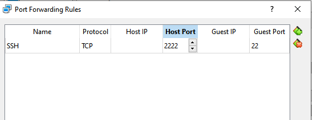 Port Forwarding Rules
? ×
Name Protocol Host IP Host Port Guest IP Guest Port
SSH TCP 2222 22